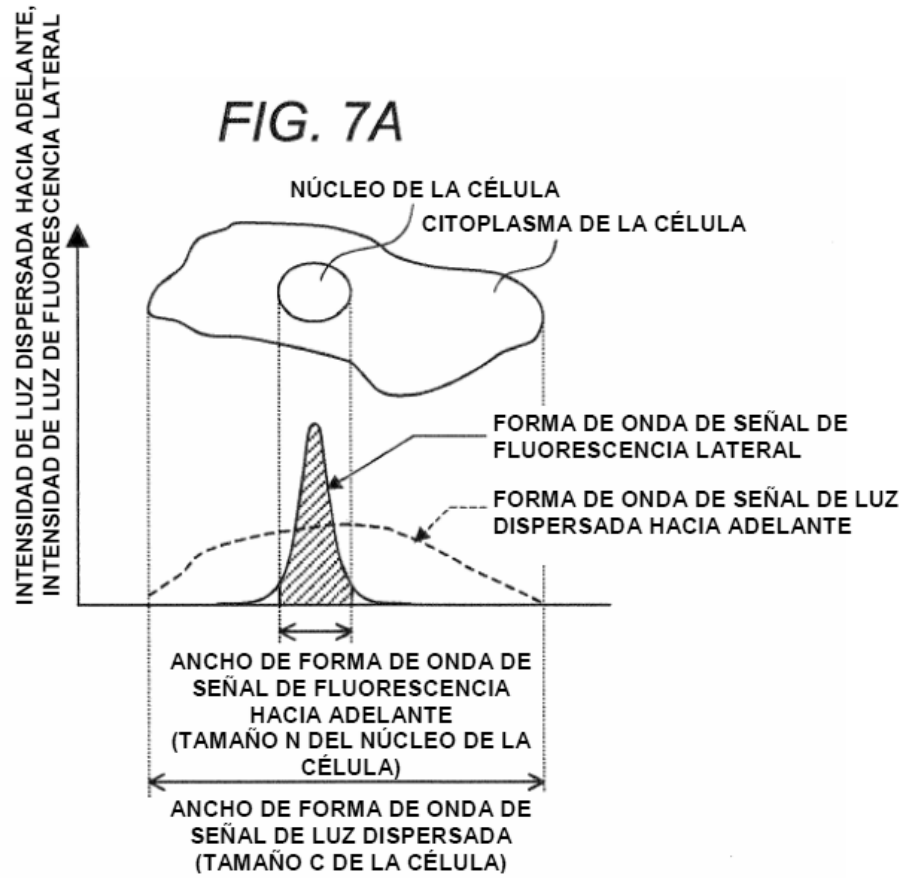 INTENSIDAD DE LUZ DISPERSADA HACIA ADELANTE,
INTENSIDAD DE LUZ DE FLUORESCENCIA LATERAL
FIG. 7A
NÚCLEO DE LA CÉLULA
CITOPLASMA DE LA CÉLULA
FORMA DE ONDA DE SEÑAL DE
FLUORESCENCIA LATERAL
FORMA DE ONDA DE SEÑAL DE LUZ
DISPERSADA HACIA ADELANTE
ANCHO DE FORMA DE ONDA DE
SEÑAL DE FLUORESCENCIA
HACIA ADELANTE
(TAMAÑO N DEL NÚCLEO DE LA
CÉLULA)
ANCHO DE FORMA DE ONDA DE
SEÑAL DE LUZ DISPERSADA
(TAMAÑO C DE LA CÉLULA)